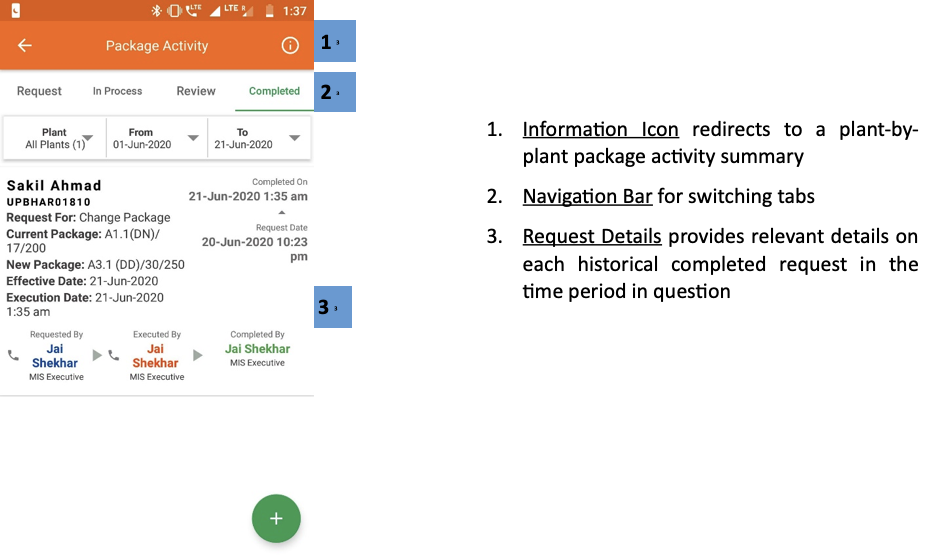 LTE LTE R 1:37
Package Activity
Request In Process Review Completed
Plant From To
All Plants (1) 01-Jun-2020 21-Jun-2020
Sakil Ahmad
UPBHAR01810
Request For: Change Package
Current Package: A1.1(DN)/
17/200
New Package: A3.1 (DD)/30/250
Effective Date: 21-Jun-2020
Execution Date: 21-Jun-2020
1:35 am
Completed On
21-Jun-2020 1:35 am
Request Date
20-Jun-2020 10:23
pm
Requested By
Jai
Shekhar
MIS Executive
Executed By
Jai
Shekhar
MIS Executive
Completed By
Jai Shekhar
MIS Executive
+
1
2
3
1. Information Icon redirects to a plant-by-
plant package activity summary
2. Navigation Bar for switching tabs
3. Request Details provides relevant details on
each historical completed request in the
time period in question